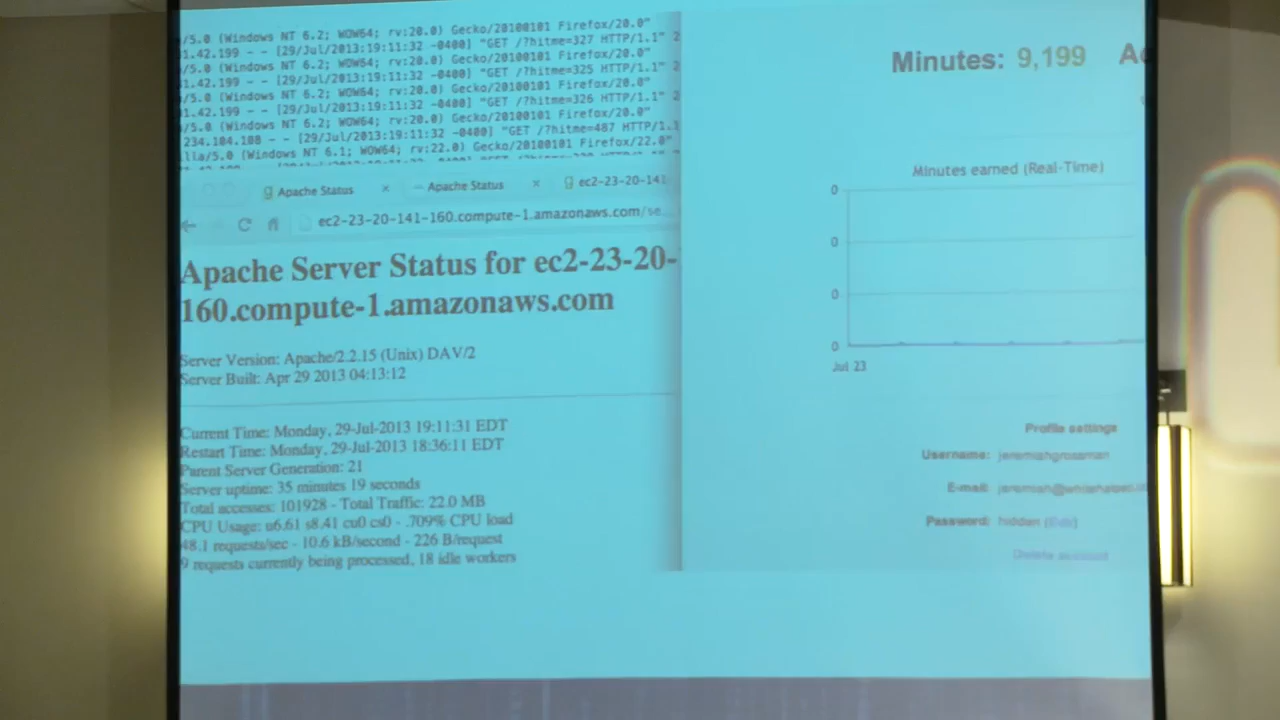 /5.0 (Windows NT 6.2; WOW64; rv:20.0) Gecko/20100101 Firefox/20.0"
1.42.199 - - [29/Jul/2013:19:11:32 -0400] "GET /?hitme=327 HTTP/1.1" 2
/5.0 (Windows NT 6.2; WOW64; rv:20.0) Gecko/20100101 Firefox/20.0"
1.42.199 - - [29/Jul/2013:19:11:32 -0400] "GET /?hitme=325 HTTP/1.1" 2
/5.0 (Windows NT 6.2; WOW64; rv:20.0) Gecko/20100101 Firefox/20.0"
1.42.199 - - [29/Jul/2013:19:11:32 -0400] "GET /?hitme=326 HTTP/1.1" 2
/5.0 (Windows NT 6.2; WOW64; rv:20.0) Gecko/20100101 Firefox/20.0"
234.104.108 - - [29/Jul/2013:19:11:32 -0400] "GET /?hitme=487 HTTP/1.1
lla/5.0 (Windows NT 6.1; WOW64; rv:22.0) Gecko/20100101 Firefox/22.0"
Apache Status
Apache Status
ec2-23-20-141
ec2-23-20-141-160.compute-1.amazonaws.com/se...
Apache Server Status for ec2-23-20-
160.compute-1.amazonaws.com
Server Version: Apache/2.2.15 (Unix) DAV/2
Server Built: Apr 29 2013 04:13:12
Current Time: Monday, 29-Jul-2013 19:11:31 EDT
Restart Time: Monday, 29-Jul-2013 18:36:11 EDT
Parent Server Generation: 21
Server uptime: 35 minutes 19 seconds
Total accesses: 101928 - Total Traffic: 22.0 MB
CPU Usage: u6.61 s8.41 cu0 cs0 - .709% CPU load
48.1 requests/sec - 10.6 kB/second - 226 B/request
9 requests currently being processed, 18 idle workers
Minutes: 9,199
Minutes earned (Real-Time)
0
0
0
0
Jul 23
Profile settings
Username: jeremiahgrossman
E-mail:
Password: hidden (Edit)
Delete account